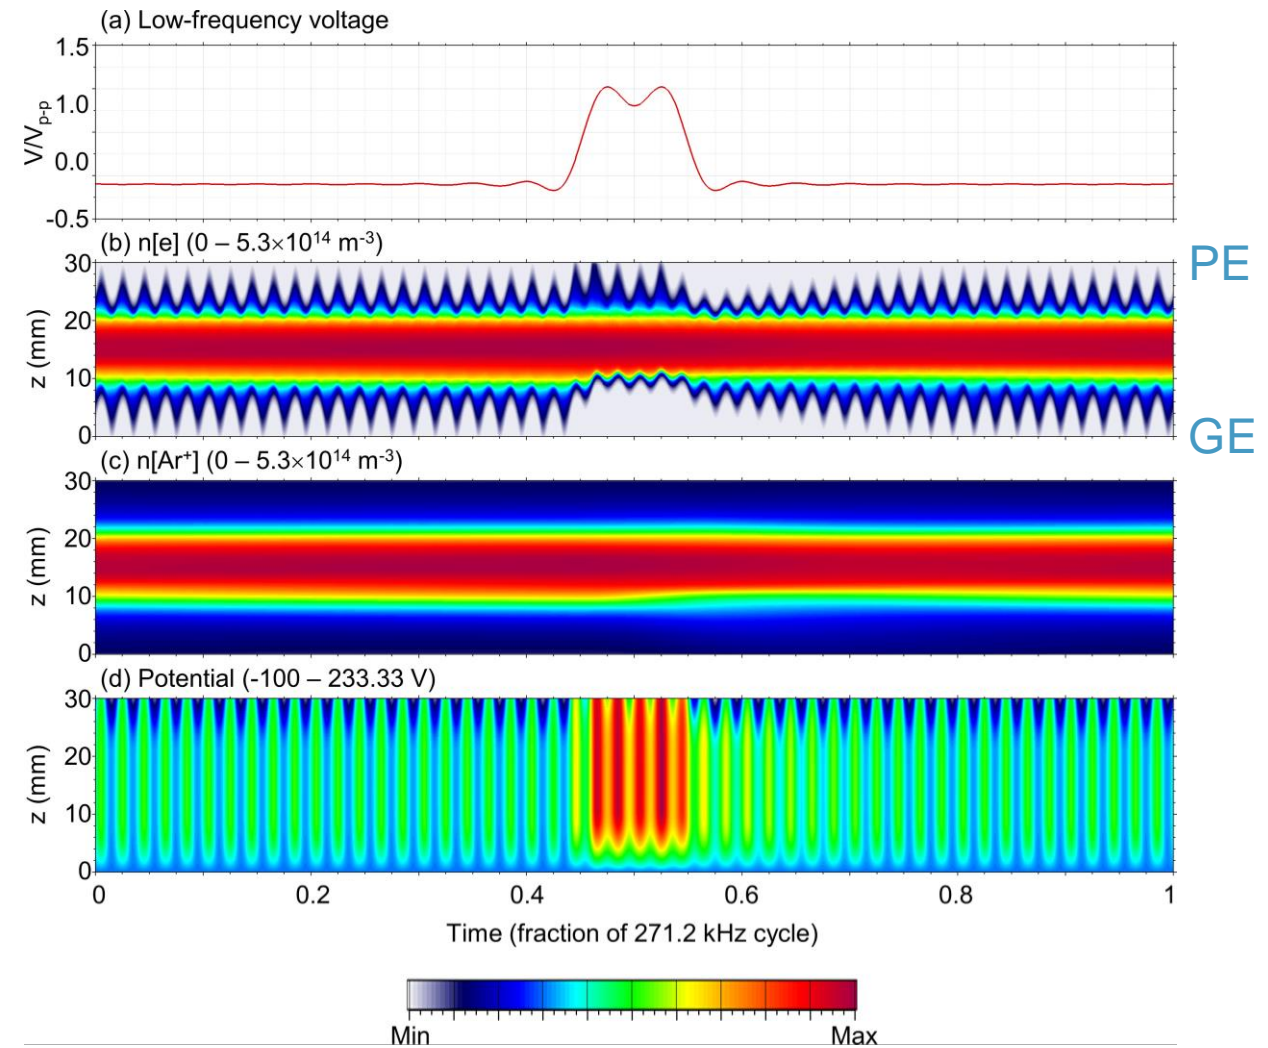 (a) Low-frequency voltage
1.5
1.0
0.0
-0.5
V/Vp-p
(b) n[e] (0 – 5.3×10¹⁴ m⁻³)
PE
30
20
10
0
z (mm)
GE
(c) n[Ar⁺] (0 – 5.3×10¹⁴ m⁻³)
30
20
10
0
z (mm)
(d) Potential (-100 – 233.33 V)
30
20
10
0
z (mm)
0 0.2 0.4 0.6 0.8 1
Time (fraction of 271.2 kHz cycle)
Min Max